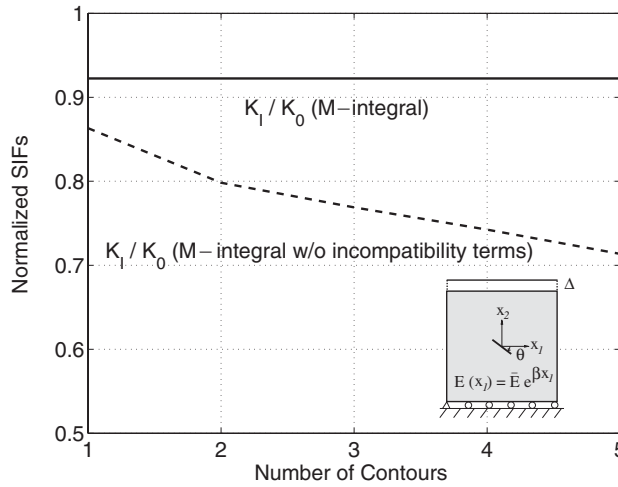 1
0.9
0.8
0.7
0.6
0.5
Normalized SIFs
K_I / K_0 (M−integral)
K_I / K_0 (M−integral w/o incompatibility terms)
Δ
x_2
x_1
θ
E (x_1) = Ē e^{βx_1}
1 2 3 4 5
Number of Contours